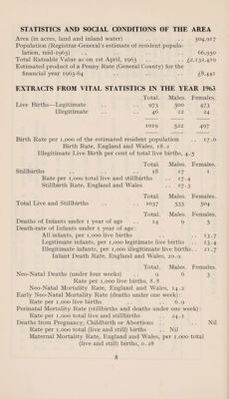 STATISTICS AND SOCIAL CONDITIONS OF THE AREA
Area (in acres, land and inland water) .. .. 304,917
Population (Registrar-General's estimate of resident population, mid-1963) .. .. 66,950
Total Rateable Value as on 1st April, 1963 .. £2,132,410
Estimated product of a Penny Rate (General County) for the
financial year 1963-64 .. £8,441
EXTRACTS FROM VITAL STATISTICS IN THE YEAR 1963
Total. Males. Females.
Live Births—Legitimate .. 973 500 473
Illegitimate .. 46 22 24
1019 522 497
Birth Rate per 1,000 of the estimated resident population .. 17.0
Birth Rate, England and Wales, 18.2
Illegitimate Live Birth per cent of total live births, 4.5
Total. Males. Females.
Stillbirths .. 18 17 1
Rate per 1,000 total live and stillbirths .. 17.4
Stillbirth Rate, England and Wales .. 17.3
Total. Males. Females.
Total Live and Stillbirths .. 1037 533 504
Total. Males. Females.
Deaths of Infants under 1 year of age .. 14 9 5
Death-rate of Infants under 1 year of age:
All infants, per 1,000 live births .. 13.7
Legitimate infants, per 1,000 legitimate live births .. 13.4
Illegitimate infants, per 1,000 illegitimate live births .. 21.7
Infant Death Rate, England and Wales, 20.9
Total. Males. Females.
Neo-Natal Deaths (under four weeks) .. 9 6 3
Rate per 1,000 live births, 8.8
Neo-Natal Mortality Rate, England and Wales, 14.2
Early Neo-Natal Mortality Rate (deaths under one week):
Rate per 1,000 live births .. 6.9
Perinatal Mortality Rate (stillbirths and deaths under one week):
Rate per 1,000 total live and stillbirths .. 24.1
Deaths from Pregnancy, Childbirth or Abortions .. Nil
Rate per 1,000 total (live and still) births .. Nil
Maternal Mortality Rate, England and Wales, per 1,000 total
(live and still) births, 0.28
8